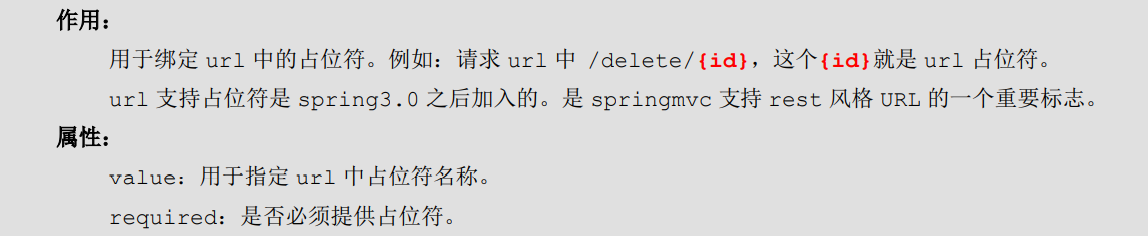 作用：
用于绑定 url 中的占位符。例如：请求 url 中 /delete/{id}，这个{id}就是 url 占位符。
url 支持占位符是 spring3.0 之后加入的。是 springmvc 支持 rest 风格 URL 的一个重要标志。
属性：
value：用于指定 url 中占位符名称。
required：是否必须提供占位符。